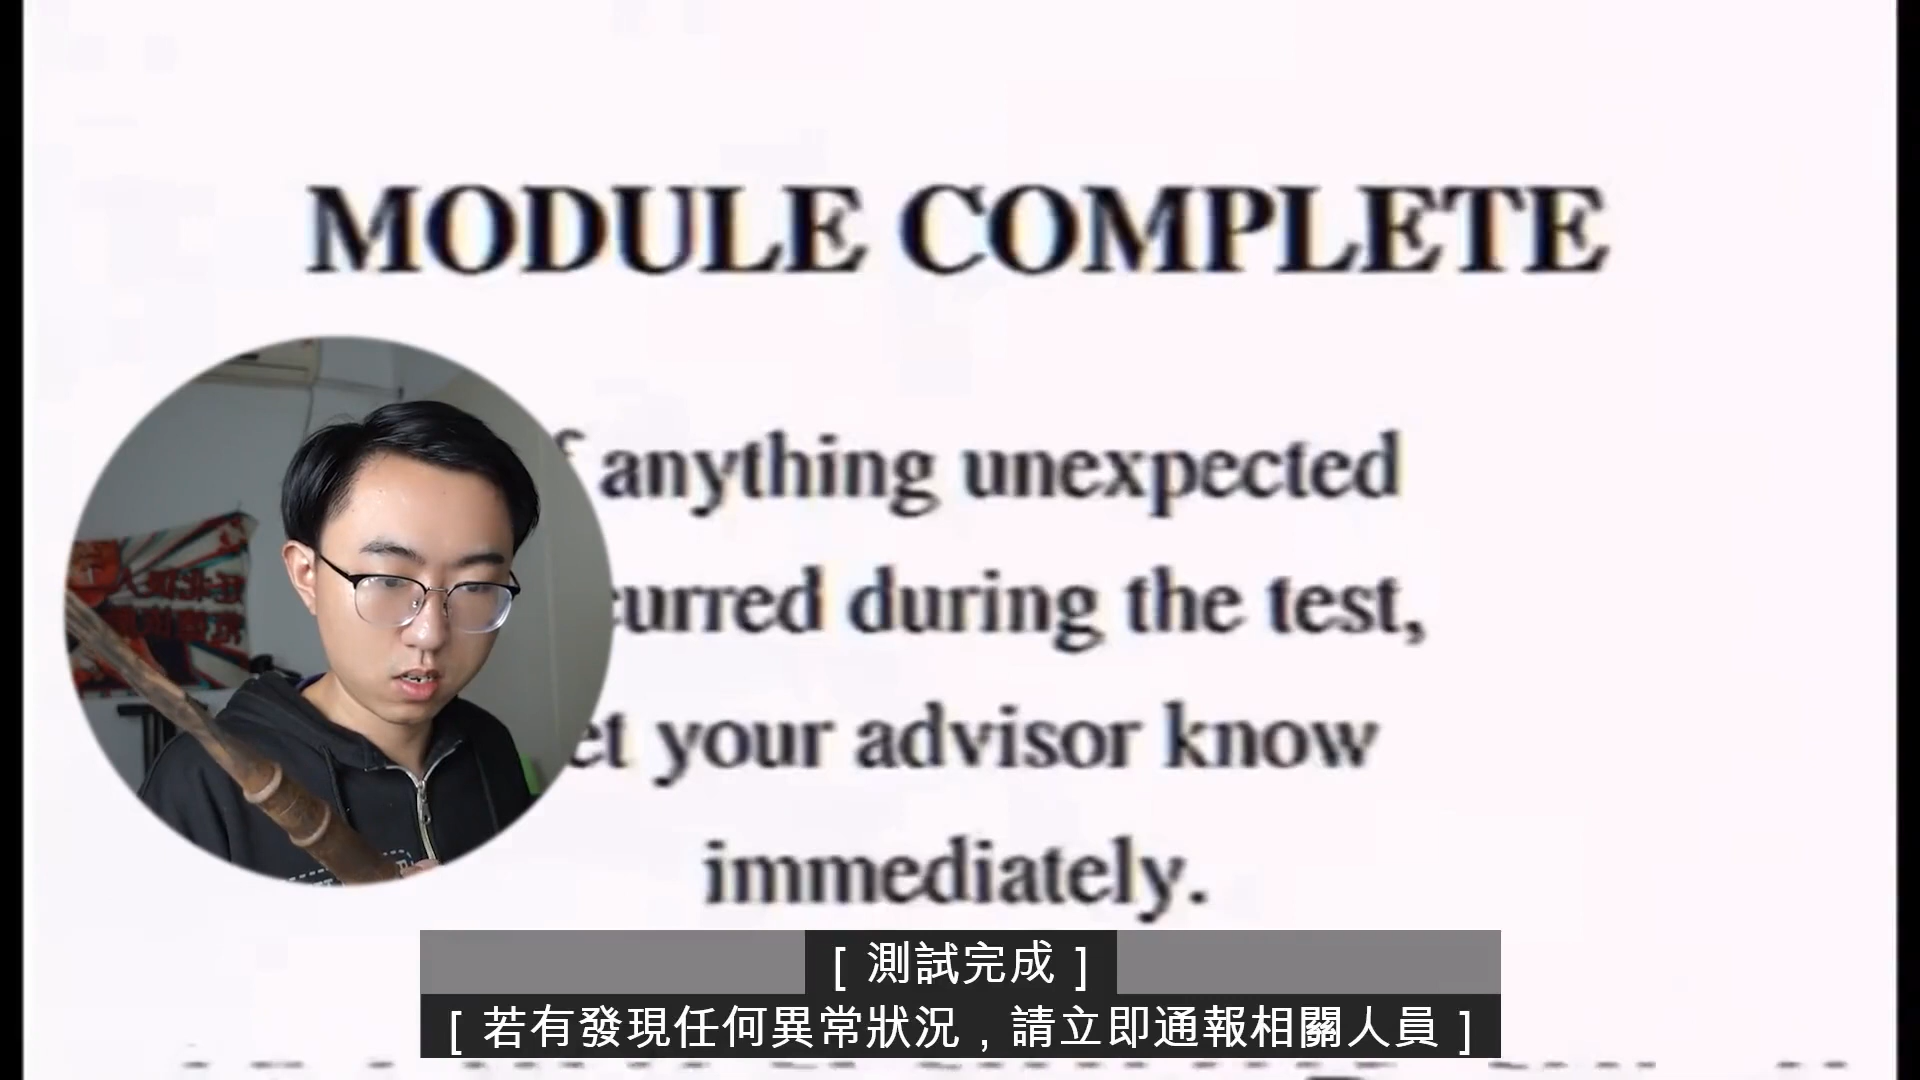 MODULE COMPLETE
anything unexpected
curred during the test,
et your advisor know
immediately.
[ 測試完成 ]
[ 若有發現任何異常狀況，請立即通報相關人員 ]